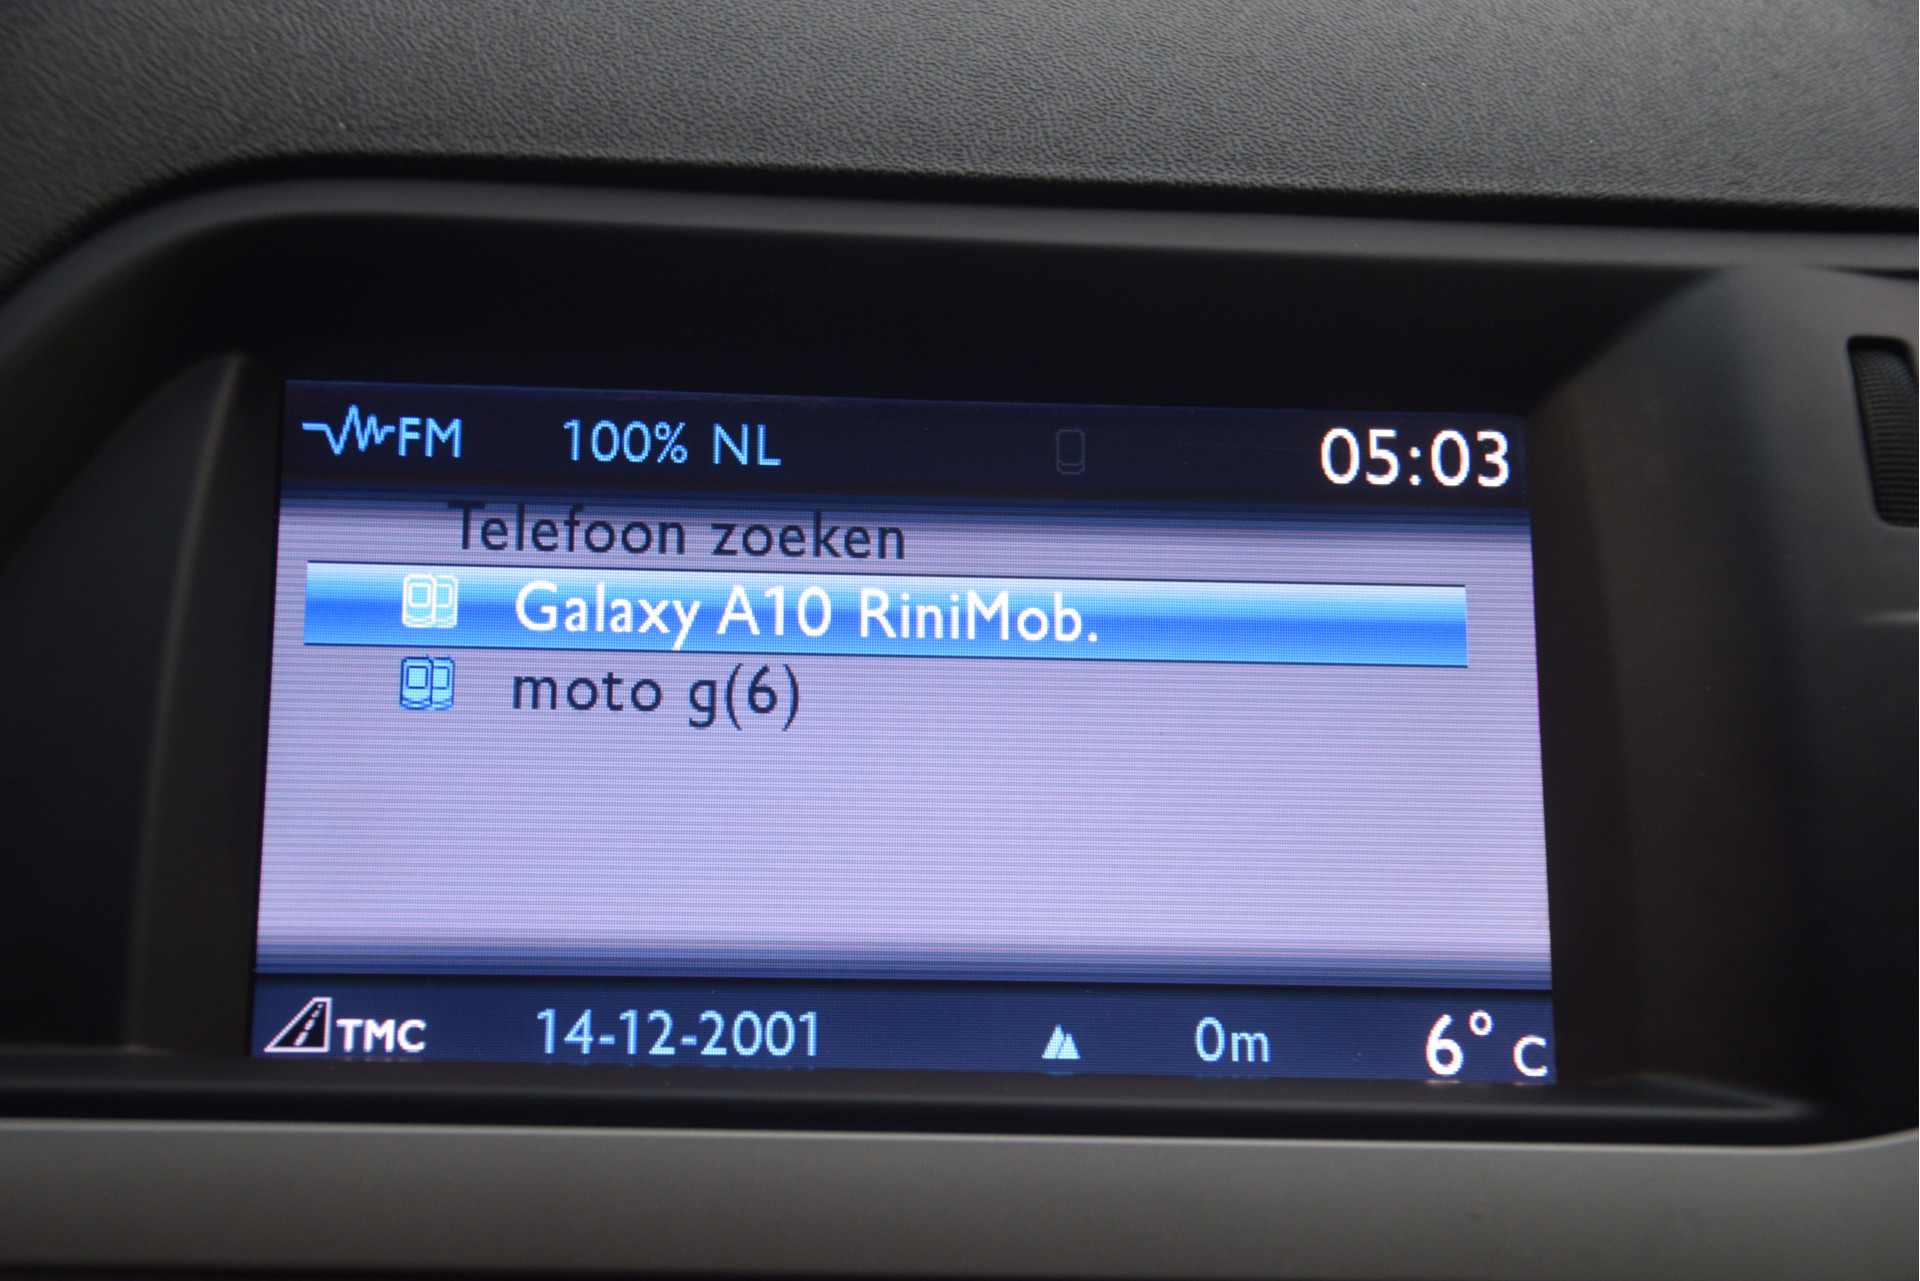 FM 100% NL 05:03
Telefoon zoeken
Galaxy A10 RiniMob.
moto g(6)
TMC 14-12-2001 0m 6° C